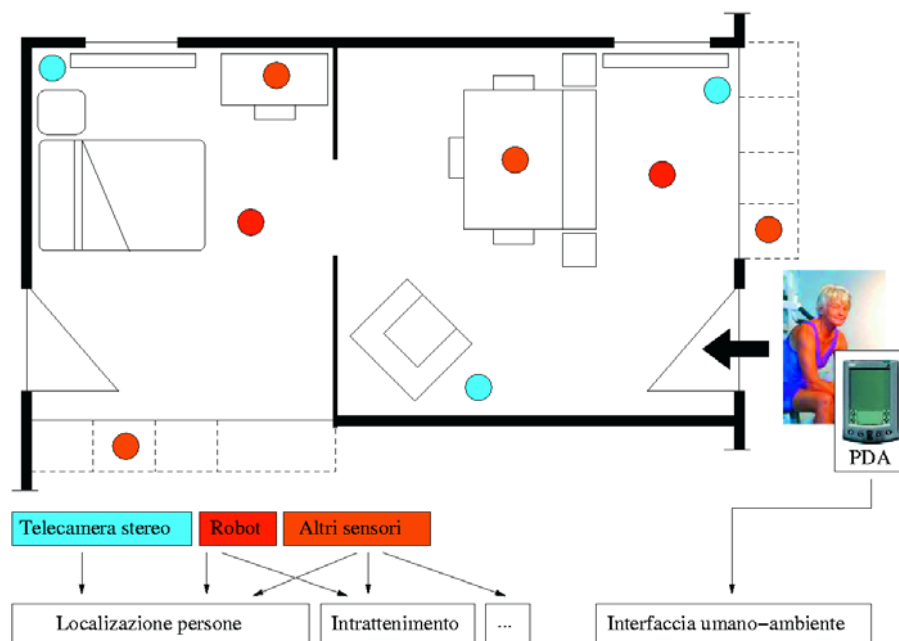 PDA
Telecamera stereo
Robot
Altri sensori
Localizzazione persone
Intrattenimento
...
Interfaccia umano−ambiente